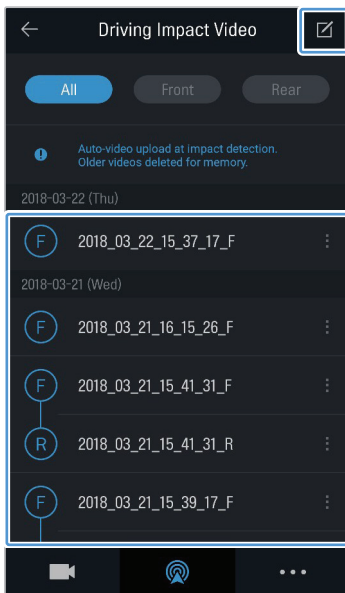 Driving Impact Video
All Front Rear
Auto-video upload at impact detection.
Older videos deleted for memory.
2018-03-22 (Thu)
F 2018_03_22_15_37_17_F
2018-03-21 (Wed)
F 2018_03_21_16_15_26_F
F 2018_03_21_15_41_31_F
R 2018_03_21_15_41_31_R
F 2018_03_21_15_39_17_F